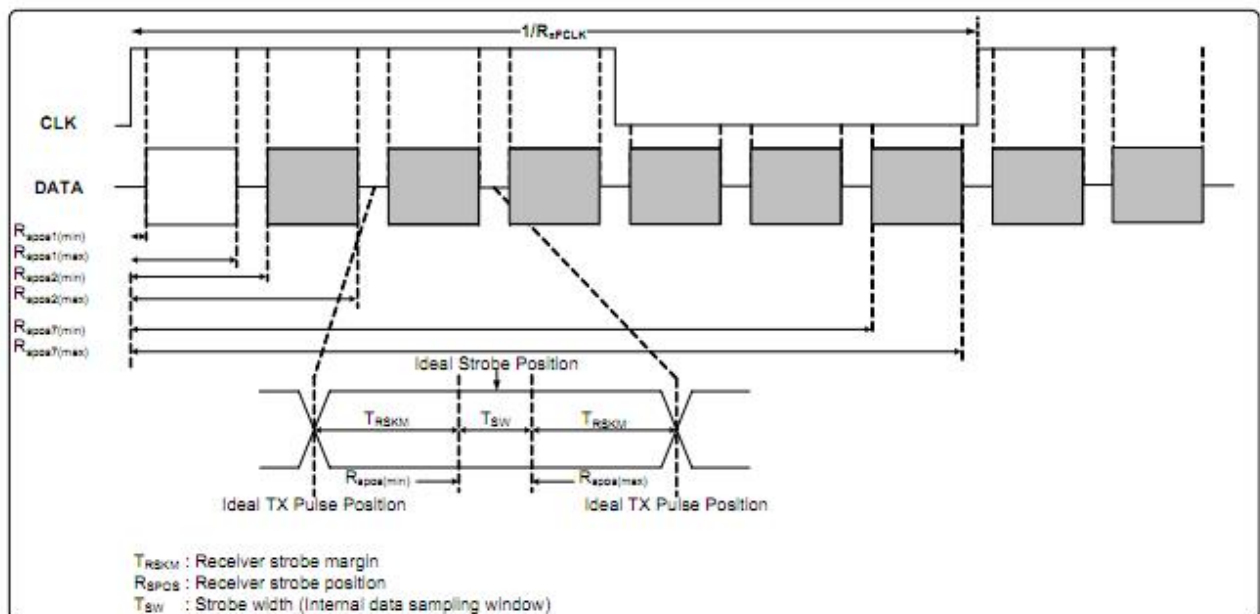 1/RxFCLK
CLK
DATA
Rspos1(min)
Rspos1(max)
Rspos2(min)
Rspos2(max)
Rspos7(min)
Rspos7(max)
Ideal Strobe Position
TRSKM TSW TRSKM
Rspos(min) Rspos(max)
Ideal TX Pulse Position Ideal TX Pulse Position
TRSKM : Receiver strobe margin
RSPOS : Receiver strobe position
TSW : Strobe width (Internal data sampling window)